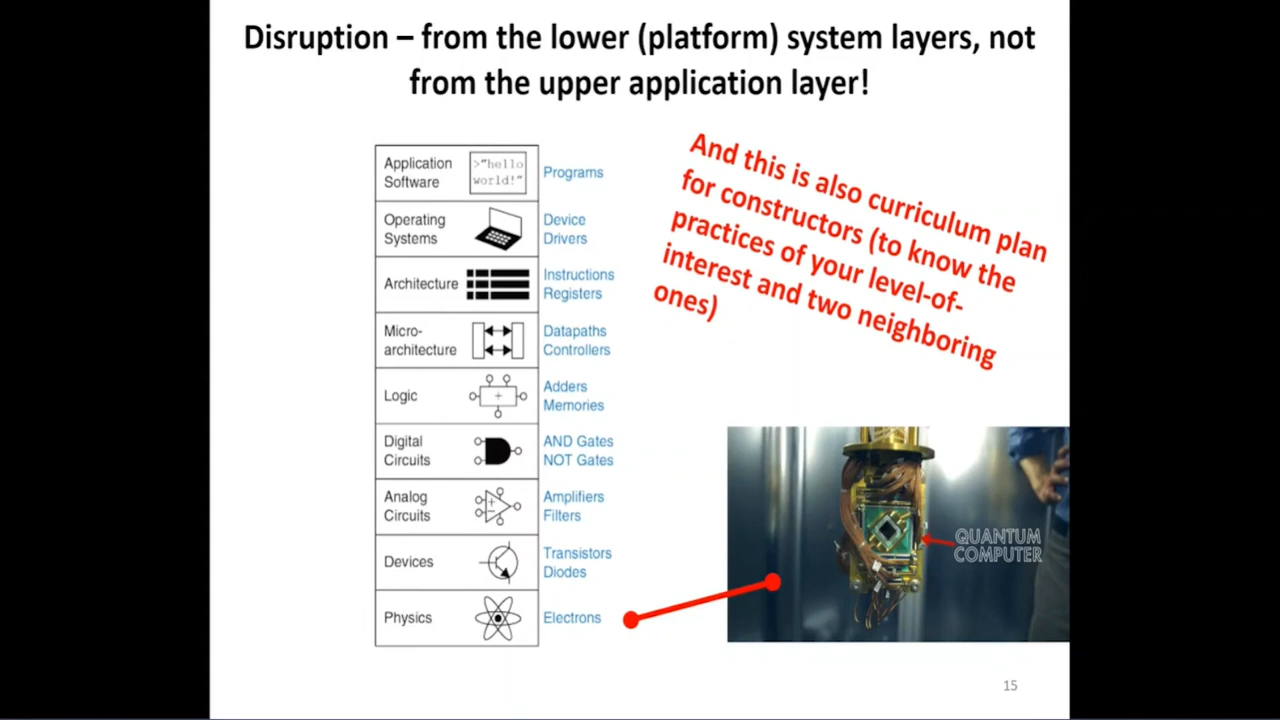 Disruption – from the lower (platform) system layers, not
from the upper application layer!
Application
Software
>"hello
world!"
Programs
Operating
Systems
Device
Drivers
Architecture
Instructions
Registers
Micro-
architecture
Datapaths
Controllers
Logic
+
Adders
Memories
Digital
Circuits
AND Gates
NOT Gates
Analog
Circuits
+
-
Amplifiers
Filters
Devices
Transistors
Diodes
Physics
Electrons
And this is also curriculum plan
for constructors (to know the
practices of your level-of-
interest and two neighboring
ones)
QUANTUM
COMPUTER
15